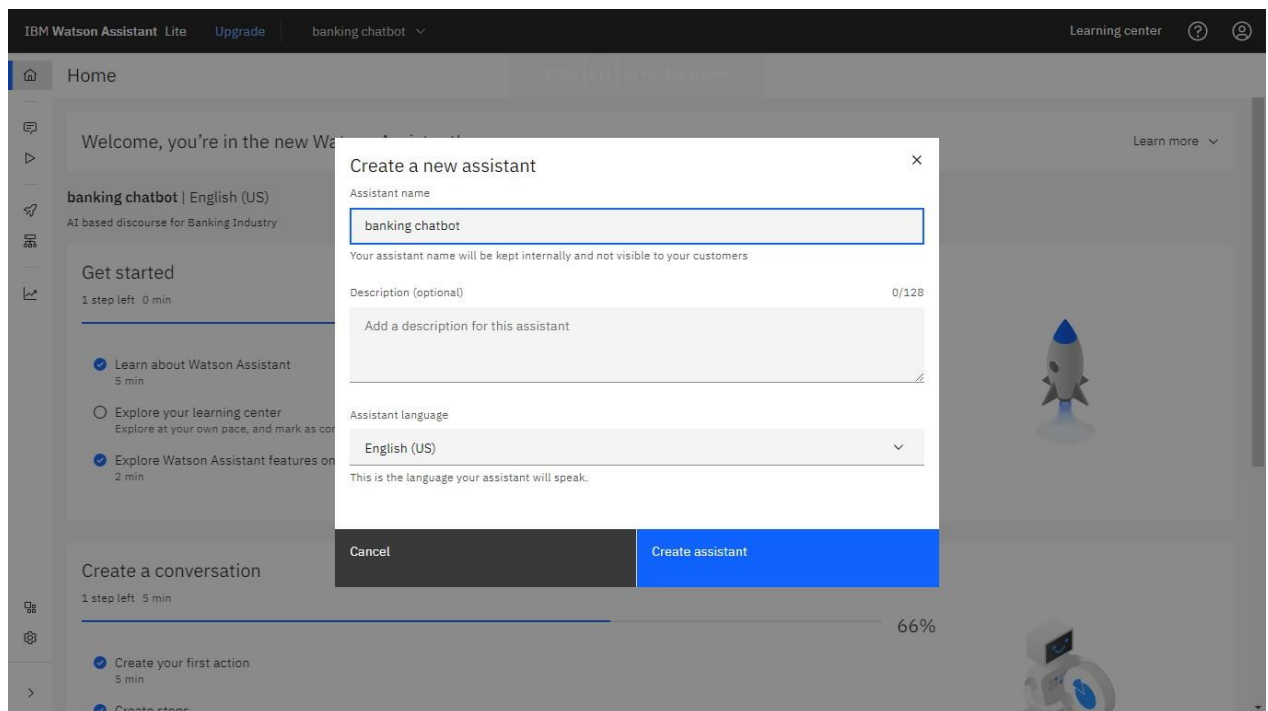 IBM Watson Assistant Lite Upgrade banking chatbot Learning center
Home
Welcome, you're in the new Wa
Learn more
banking chatbot | English (US)
AI based discourse for Banking Industry
Get started
1 step left 0 min
Learn about Watson Assistant
5 min
Explore your learning center
Explore at your own pace, and mark as co
Explore Watson Assistant features on
2 min
Create a new assistant
Assistant name
banking chatbot
Your assistant name will be kept internally and not visible to your customers
Description (optional) 0/128
Add a description for this assistant
Assistant language
English (US)
This is the language your assistant will speak.
Cancel Create assistant
Create a conversation
1 step left 5 min
66%
Create your first action
5 min
Create steps